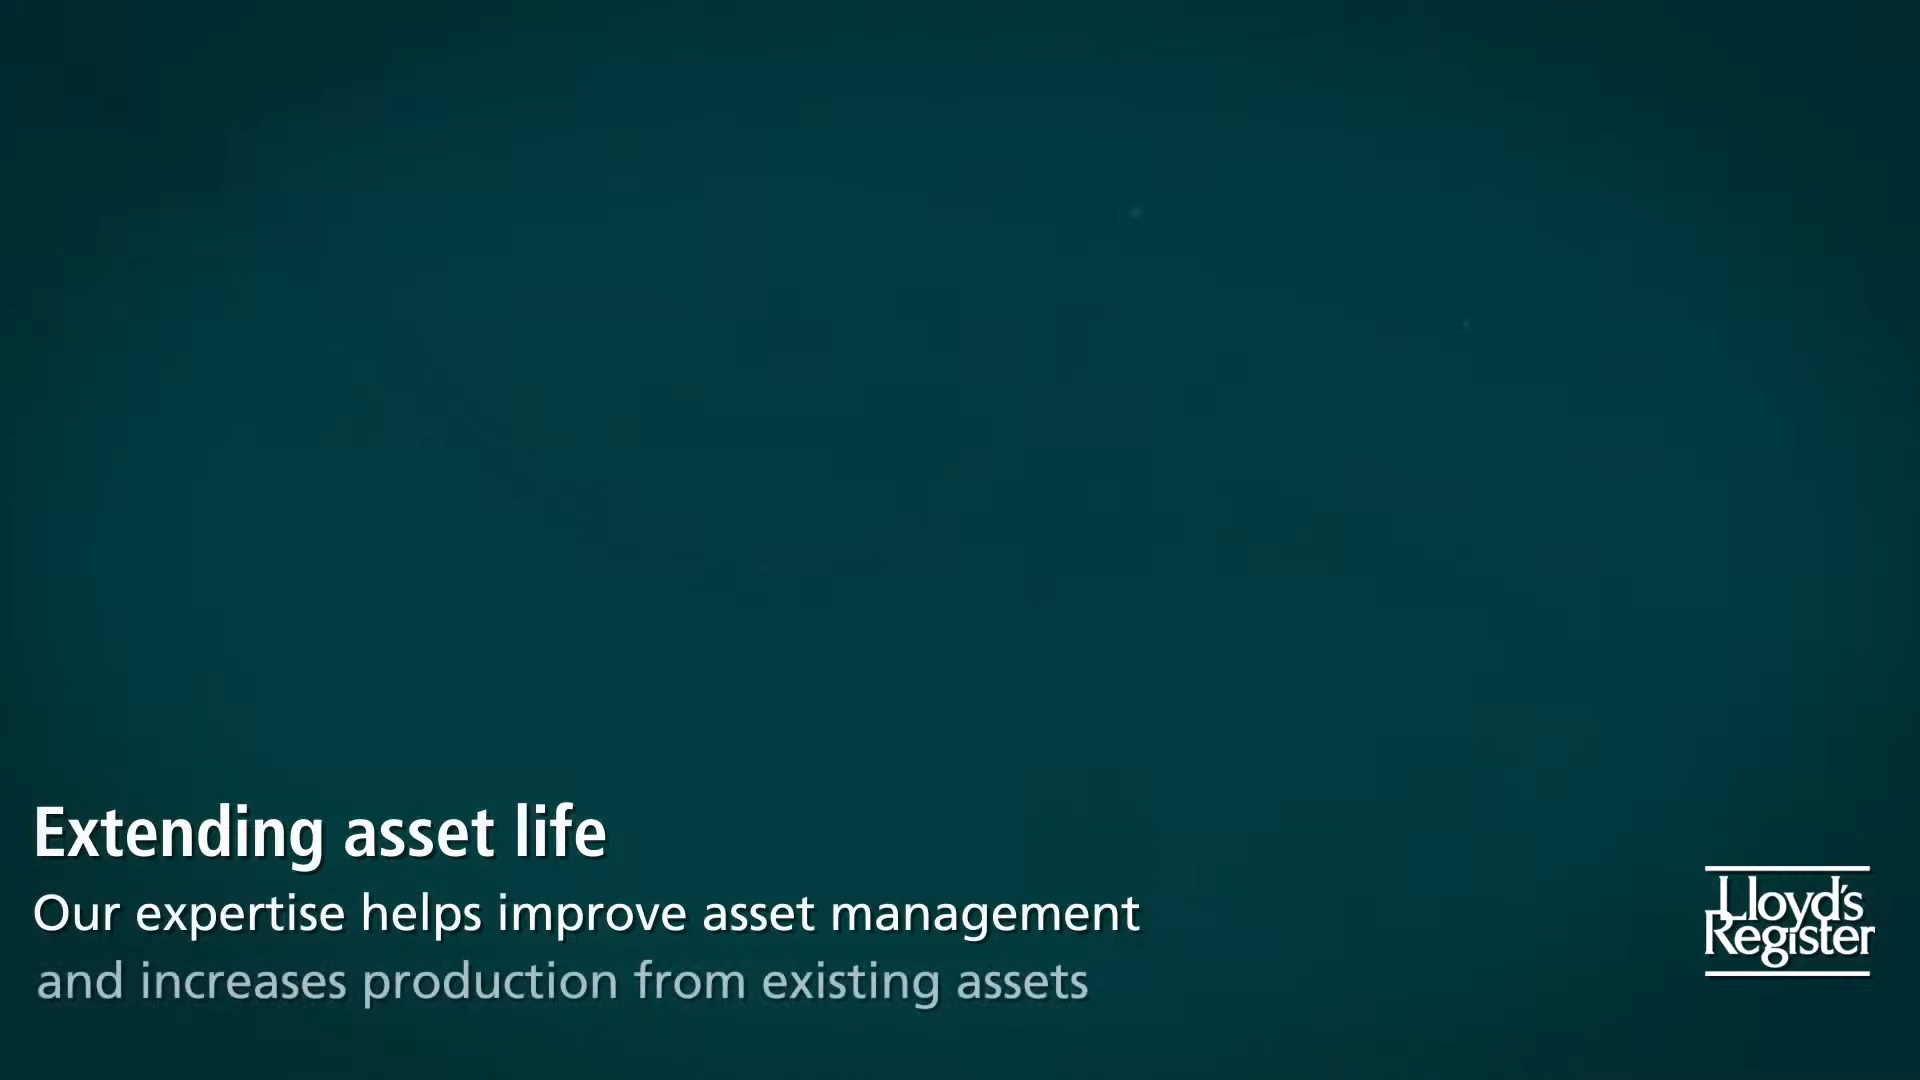 Extending asset life
Our expertise helps improve asset management
and increases production from existing assets
Lloyd's
Register